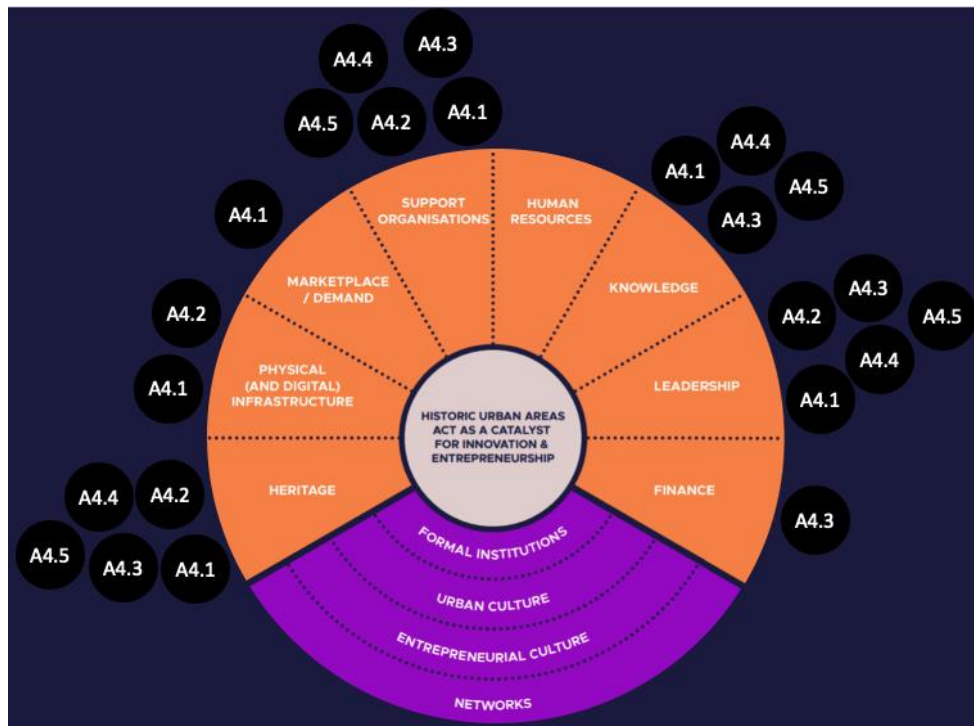 A4.3
A4.4
A4.5
A4.2
A4.1
A4.1
A4.4
A4.5
A4.3
A4.1
A4.2
A4.1
A4.2
A4.3
A4.5
A4.4
A4.1
A4.4
A4.2
A4.5
A4.3
A4.1
A4.3
SUPPORT
ORGANISATIONS
HUMAN
RESOURCES
MARKETPLACE
/ DEMAND
KNOWLEDGE
PHYSICAL
(AND DIGITAL)
INFRASTRUCTURE
LEADERSHIP
HERITAGE
FINANCE
HISTORIC URBAN AREAS
ACT AS A CATALYST
FOR INNOVATION &
ENTREPRENEURSHIP
FORMAL INSTITUTIONS
URBAN CULTURE
ENTREPRENEURIAL CULTURE
NETWORKS